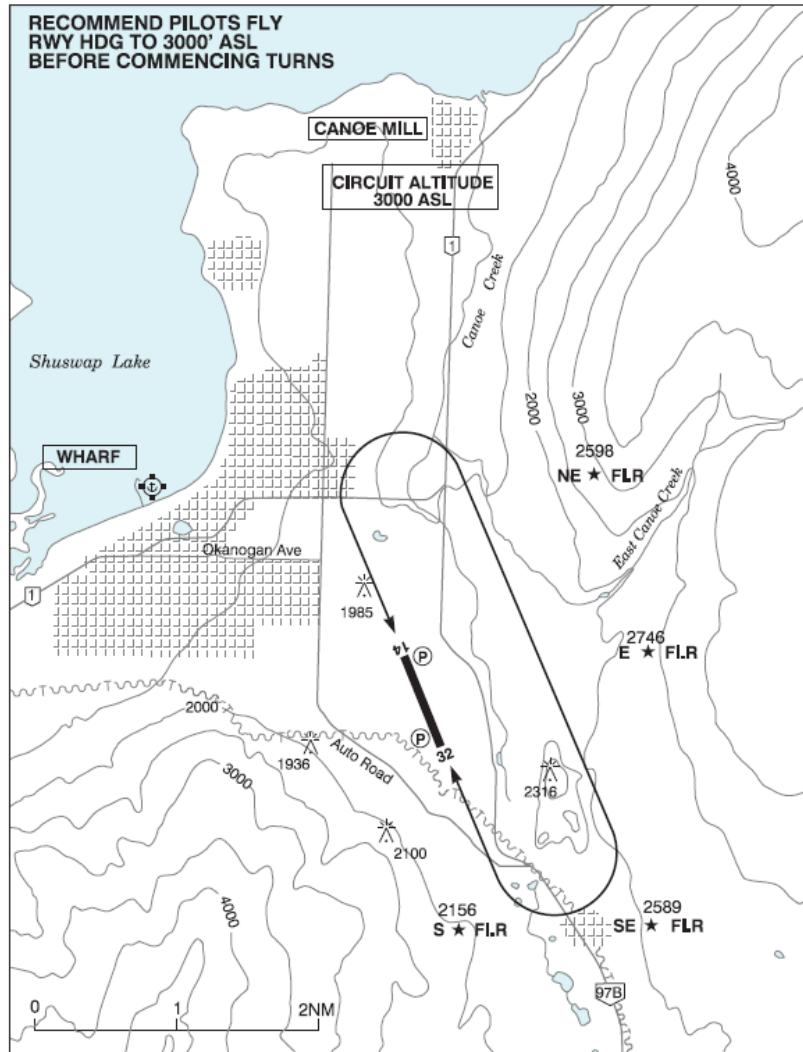 RECOMMEND PILOTS FLY
RWY HDG TO 3000' ASL
BEFORE COMMENCING TURNS
CANOE MILL
CIRCUIT ALTITUDE
3000 ASL
4000
1
Canoe Creek
Shuswap Lake
2000
3000
WHARF
2598
NE ★ FLR
East Canoe Creek
Okanogan Ave
1
1985
14
P
2746
E ★ FLR
2000
P
32
1936
Auto Road
3000
2316
2100
4000
2156
S ★ FLR
2589
SE ★ FLR
97B
0 1 2NM